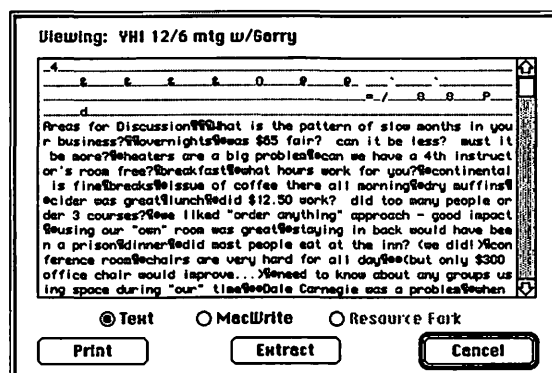 Viewing: YHI 12/6 mtg w/Gerry
Areas for Discussion¶¶¶What is the pattern of slow months in you
r business?¶¶overnights¶•was $65 fair?  can it be less?  must it
be more?¶•heaters are a big problem¶•can we have a 4th instruct
or's room free?¶breakfast¶•what hours work for you?¶•continental
is fine¶breaks¶•issue of coffee there all morning¶•dry muffins¶
•cider was great¶lunch¶•did $12.50 work?  did too many people or
der 3 courses?¶•we liked "order anything" approach - good impact
¶•using our "own" room was great¶•staying in back would have bee
n a prison¶dinner¶•did most people eat at the inn? (we did!)¶con
ference room¶•chairs are very hard for all day¶••(but only $300
office chair would improve...)¶•need to know about any groups us
ing space during "our" time¶••Dale Carnegie was a problem¶•when
Text MacWrite Resource Fork
Print Extract Cancel